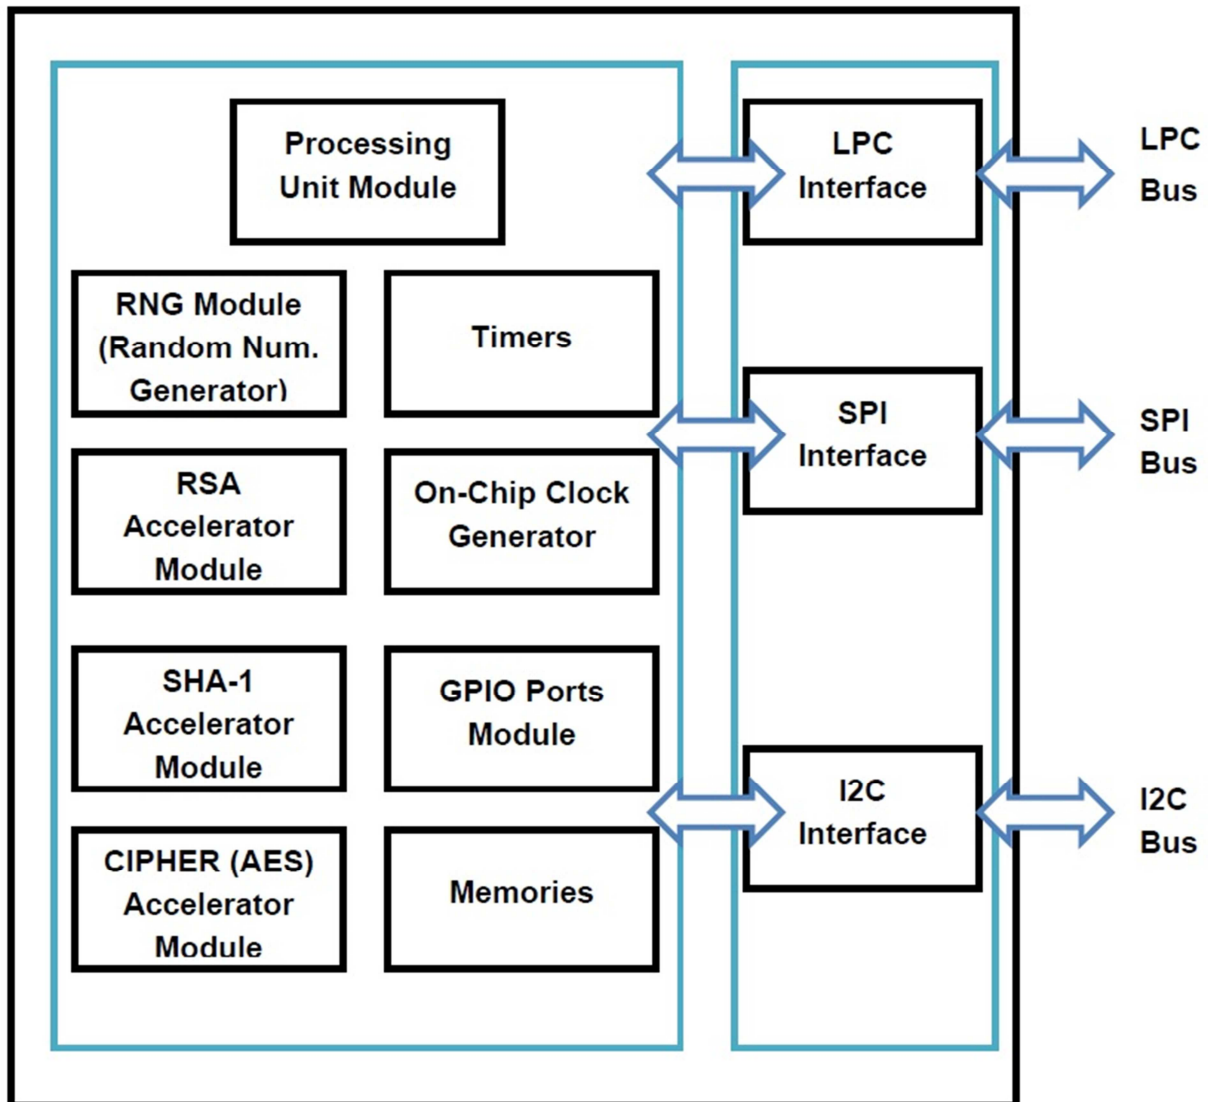 Processing
Unit Module
LPC
Interface
LPC
Bus
RNG Module
(Random Num.
Generator)
Timers
SPI
Interface
SPI
Bus
RSA
Accelerator
Module
On-Chip Clock
Generator
SHA-1
Accelerator
Module
GPIO Ports
Module
I2C
Interface
I2C
Bus
CIPHER (AES)
Accelerator
Module
Memories